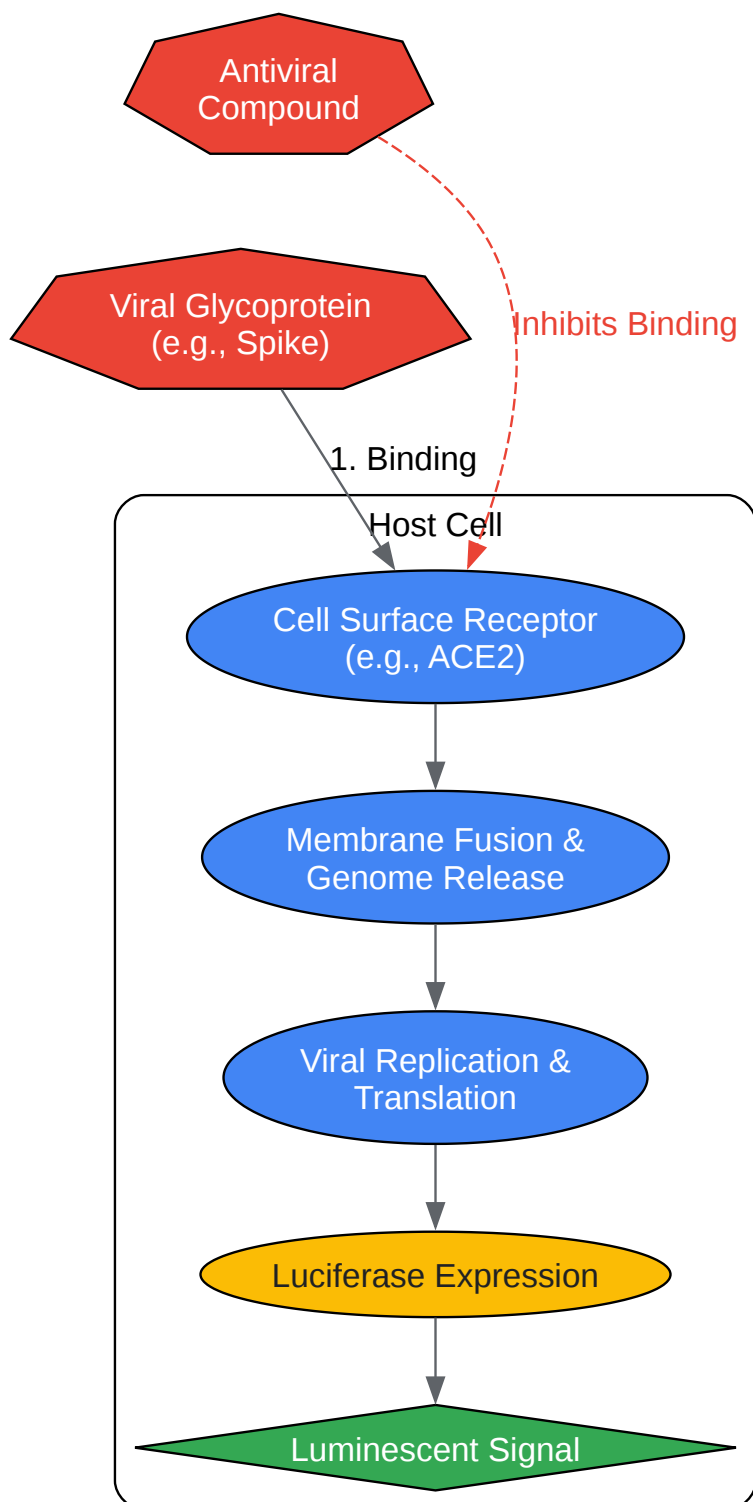 Antiviral
Compound
Viral Glycoprotein
(e.g., Spike)
Inhibits Binding
1. Binding
Host Cell
Cell Surface Receptor
(e.g., ACE2)
Membrane Fusion &
Genome Release
Viral Replication &
Translation
Luciferase Expression
Luminescent Signal